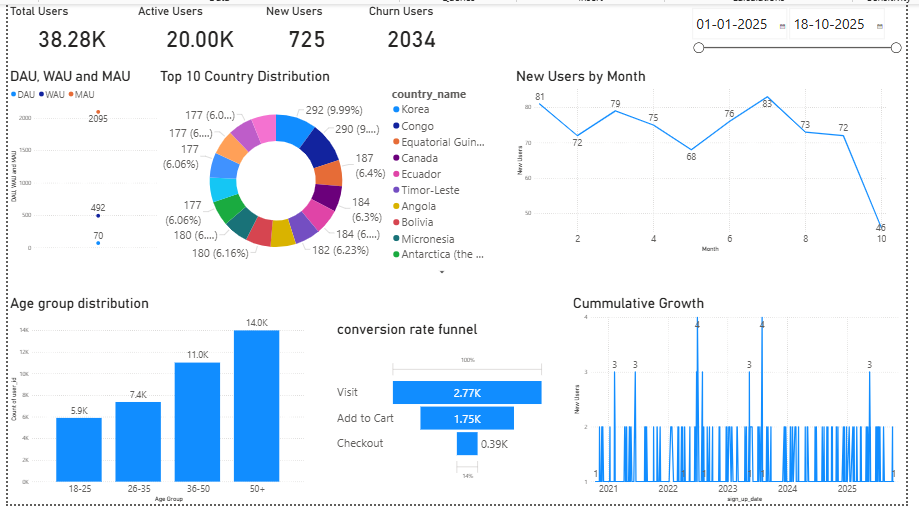 Total Users
Active Users
New Users
Churn Users
38.28K
20.00K
725
2034
01-01-2025
18-10-2025
DAU, WAU and MAU
DAU WAU MAU
DAU, WAU and MAU
2000
1500
1000
500
0
2095
492
70
Top 10 Country Distribution
292 (9.99%)
290 (9....)
187
(6.4%)
184
(6.3%)
184 (6....)
182 (6.23%)
180 (6.16%)
180 (6....)
177
(6.06%)
177
(6.06%)
177 (6....)
177 (6.0...)
country_name
Korea
Congo
Equatorial Guin...
Canada
Ecuador
Timor-Leste
Angola
Bolivia
Micronesia
Antarctica (the ...
New Users by Month
New Users
80
70
60
50
81
72
79
75
68
76
83
73
72
46
2 4 6 8 10
Month
Age group distribution
Count of user_id
14K
12K
10K
8K
6K
4K
2K
0K
5.9K
7.4K
11.0K
14.0K
18-25 26-35 36-50 50+
Age Group
conversion rate funnel
100%
Visit 2.77K
Add to Cart 1.75K
Checkout 0.39K
14%
Cummulative Growth
New Users
4
3
2
1
3 3 4 3 4 3
1 1 1 1 1
2021 2022 2023 2024 2025
sign_up_date